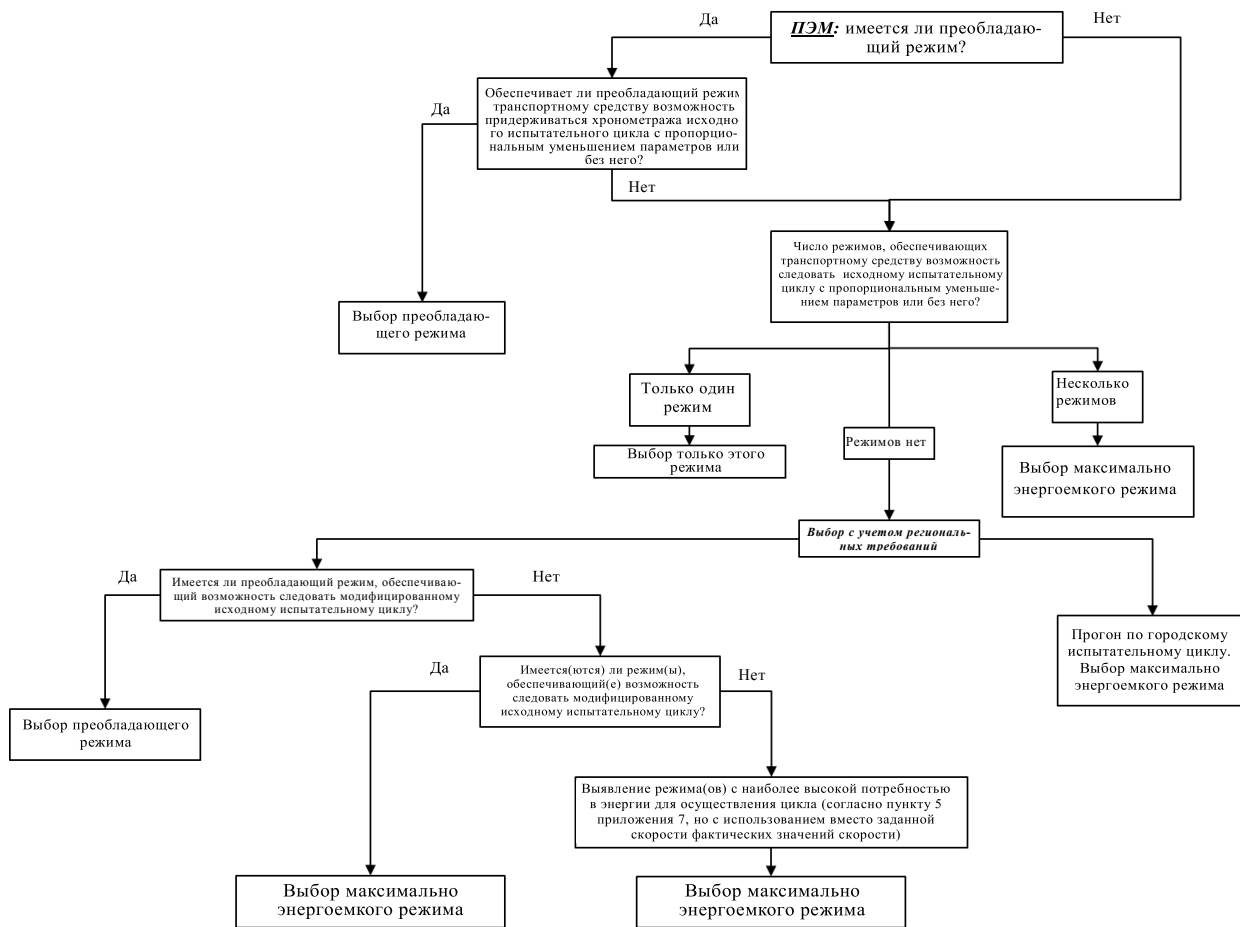 Да
ПЭМ: имеется ли преобладаю-
щий режим?
Нет
Обеспечивает ли преобладающий режим
транспортному средству возможность
придерживаться хронометража исходно
го испытательного цикла с пропорцио-
нальным уменьшением параметров или
без него?
Да
Нет
Число режимов, обеспечивающих
транспортному средству возможность
следовать исходному испытательному
циклу с пропорциональным уменьше-
нием параметров или без него?
Выбор преобладаю-
щего режима
Только один
режим
Несколько
режимов
Режимов нет
Выбор только этого
режима
Выбор максимально
энергоемкого режима
Выбор с учетом региональ-
ных требований
Да
Имеется ли преобладающий режим, обеспечиваю-
щий возможность следовать модифицированному
исходному испытательному циклу?
Нет
Прогон по городскому
испытательному циклу.
Выбор максимально
энергоемкого режима
Да
Имеется(ются) ли режим(ы),
обеспечивающий(е) возможность
следовать модифицированному
исходному испытательному циклу?
Нет
Выбор преобладающего
режима
Выявление режима(ов) с наиболее высокой потребностью
в энергии для осуществления цикла (согласно пункту 5
приложения 7, но с использованием вместо заданной
скорости фактических значений скорости)
Выбор максимально
энергоемкого режима
Выбор максимально
энергоемкого режима